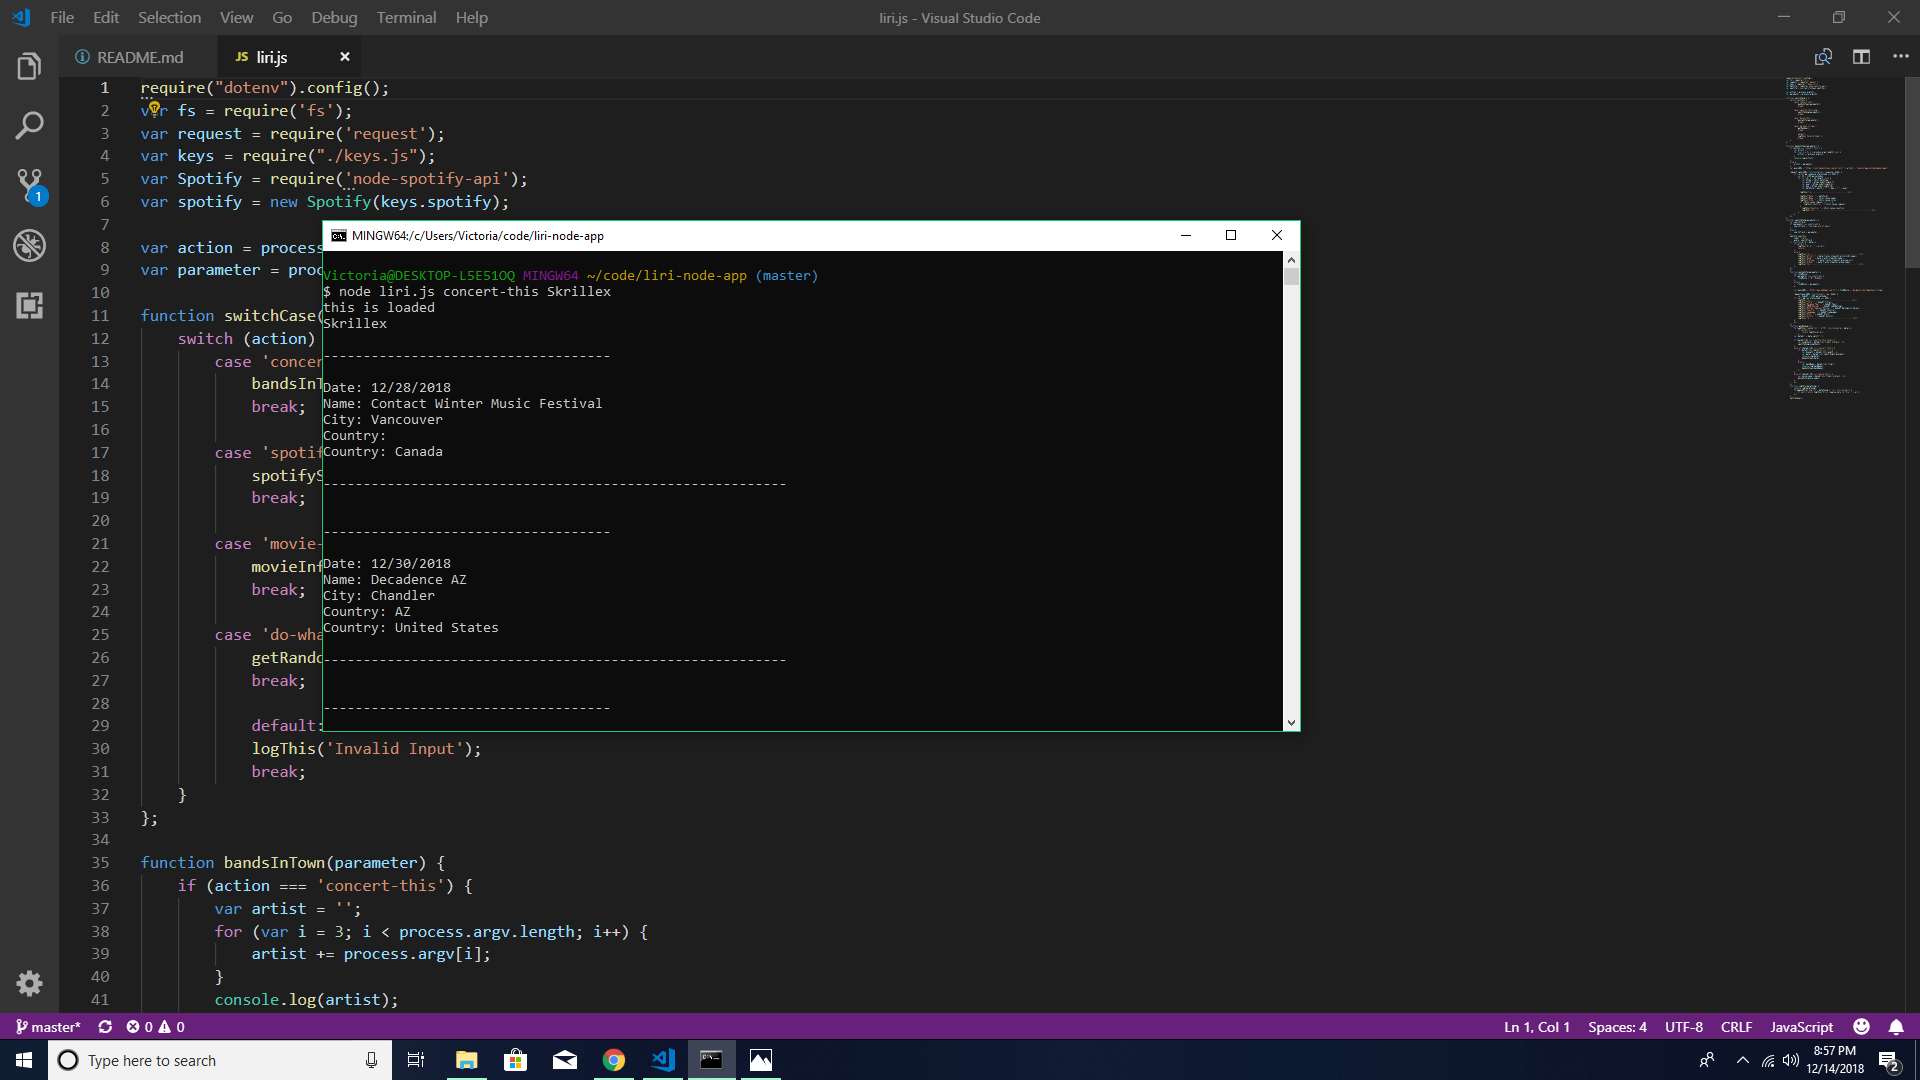 File Edit Selection View Go Debug Terminal Help
liri.js - Visual Studio Code
README.md
JS liri.js
1 require("dotenv").config();
2 var fs = require('fs');
3 var request = require('request');
4 var keys = require("./keys.js");
5 var Spotify = require('node-spotify-api');
6 var spotify = new Spotify(keys.spotify);
7
8 var action = process
9 var parameter = proc
10
11 function switchCase(
12 switch (action)
13 case 'concer
14 bandsInT
15 break;
16
17 case 'spotif
18 spotifyS
19 break;
20
21 case 'movie-
22 movieInf
23 break;
24
25 case 'do-wha
26 getRando
27 break;
28
29 default:
30 logThis('Invalid Input');
31 break;
32 }
33 };
34
35 function bandsInTown(parameter) {
36 if (action === 'concert-this') {
37 var artist = '';
38 for (var i = 3; i < process.argv.length; i++) {
39 artist += process.argv[i];
40 }
41 console.log(artist);
MINGW64:/c/Users/Victoria/code/liri-node-app
Victoria@DESKTOP-L5E51OQ MINGW64 ~/code/liri-node-app (master)
$ node liri.js concert-this Skrillex
this is loaded
Skrillex
------------------------------------
Date: 12/28/2018
Name: Contact Winter Music Festival
City: Vancouver
Country:
Country: Canada
----------------------------------------------------------
------------------------------------
Date: 12/30/2018
Name: Decadence AZ
City: Chandler
Country: AZ
Country: United States
----------------------------------------------------------
------------------------------------
1
master* 0 0
Ln 1, Col 1 Spaces: 4 UTF-8 CRLF JavaScript
Type here to search
8:57 PM
12/14/2018
2